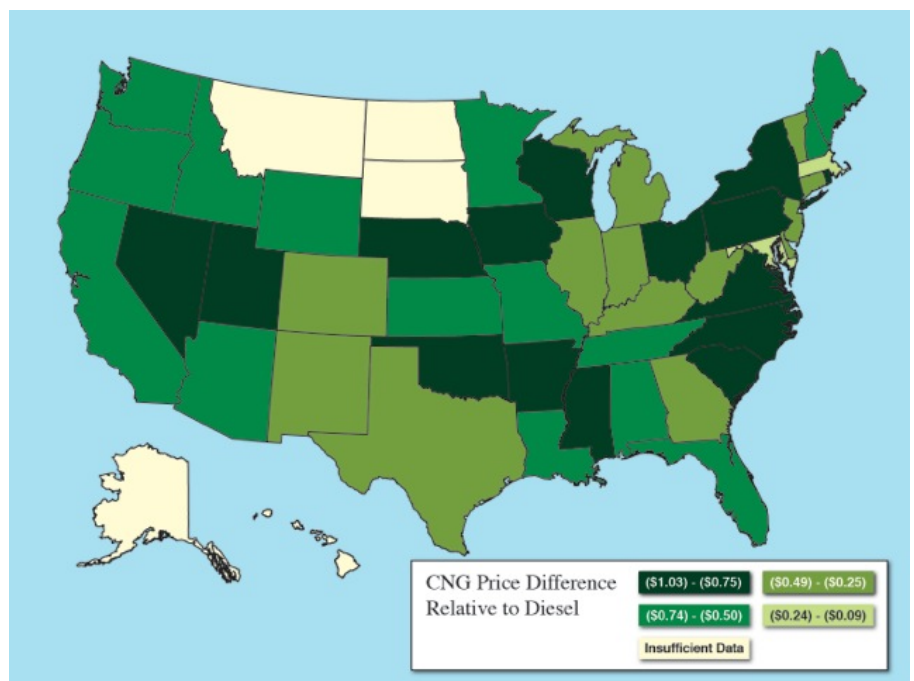 CNG Price Difference
Relative to Diesel
($1.03) - ($0.75)
($0.49) - ($0.25)
($0.74) - ($0.50)
($0.24) - ($0.09)
Insufficient Data